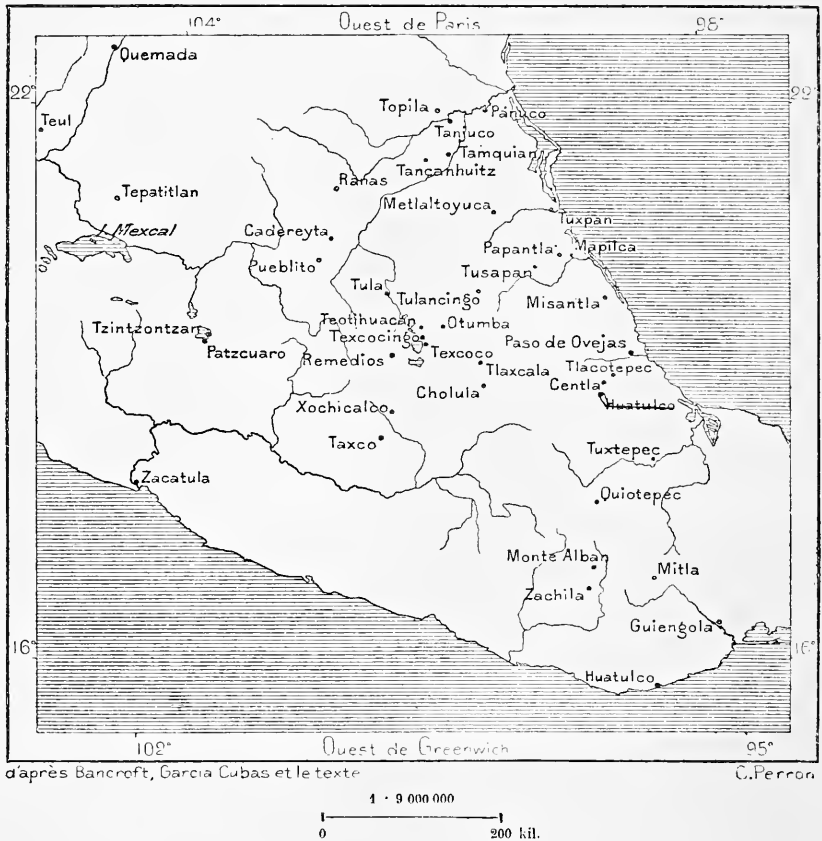 104° Ouest de Paris 98°
Quemada
22° 22°
Topila Pánuco
Teul Tanjuco
Tamquian
Tancanhuitz
Ranas
Tepatitlan
Metlaltoyuca
Tuxpan
L. Mexcal Cadereyta
Papantla Mapilca
Pueblito Tusapan
Tula
Tulancingo Misantla
Teotihuacan Otumba
Tzintzontzan Texcocingo
Patzcuaro Texcoco Paso de Ovejas
Remedios Tlaxcala Tlacotepec
Cholula Centla
Xochicalco Huatulco
Taxco
Tuxtepec
Zacatula
Quiotepec
Monte Alban
Mitla
Zachila
Guiengola
16° 16°
Huatulco
102° Ouest de Greenwich 95°
d'après Bancroft, Garcia Cubas et le texte C. Perron
1 : 9 000 000
0 200 kil.